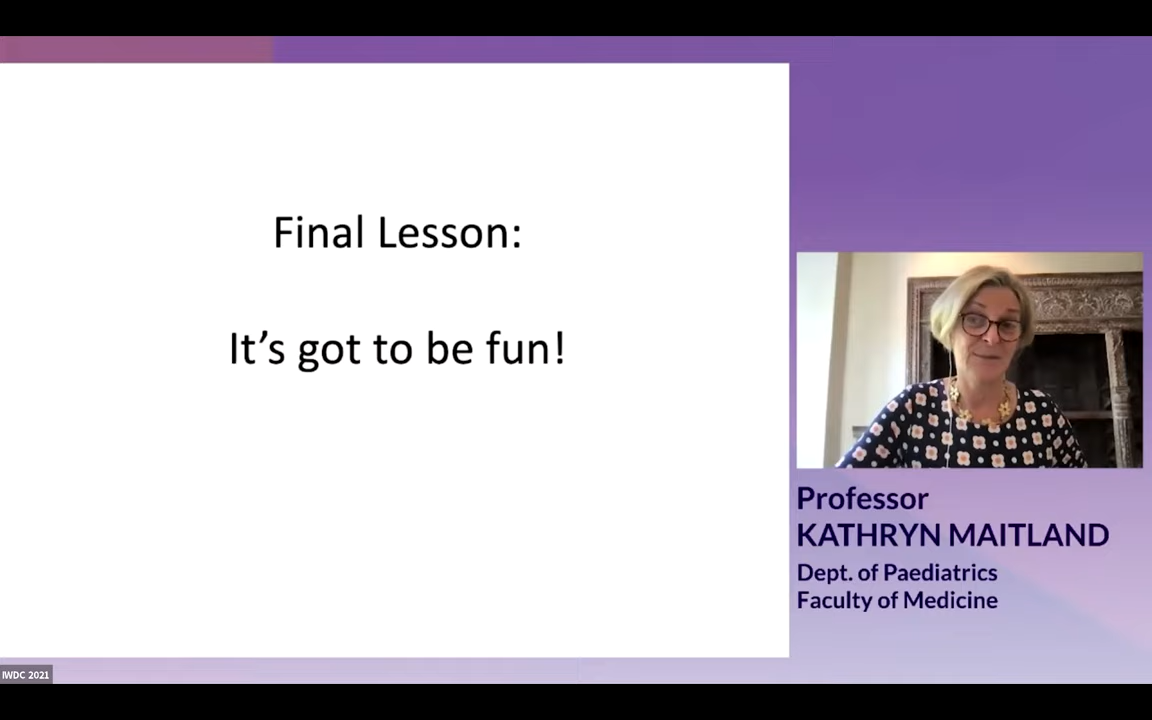 Final Lesson:
It's got to be fun!
Professor
KATHRYN MAITLAND
Dept. of Paediatrics
Faculty of Medicine
IWDC 2021